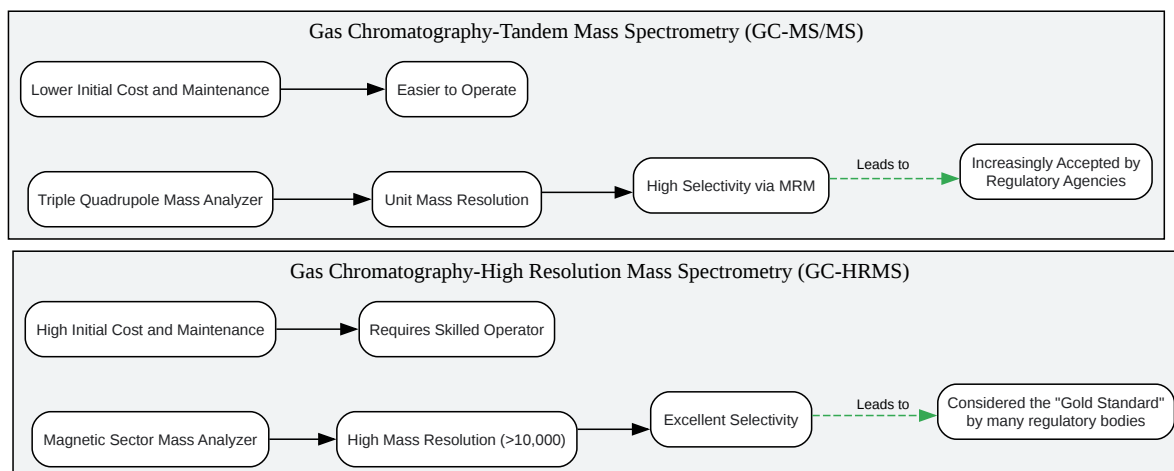 Gas Chromatography-Tandem Mass Spectrometry (GC-MS/MS)
Lower Initial Cost and Maintenance
Easier to Operate
Triple Quadrupole Mass Analyzer
Unit Mass Resolution
High Selectivity via MRM
Leads to
Increasingly Accepted by
Regulatory Agencies
Gas Chromatography-High Resolution Mass Spectrometry (GC-HRMS)
High Initial Cost and Maintenance
Requires Skilled Operator
Magnetic Sector Mass Analyzer
High Mass Resolution (>10,000)
Excellent Selectivity
Leads to
Considered the "Gold Standard"
by many regulatory bodies